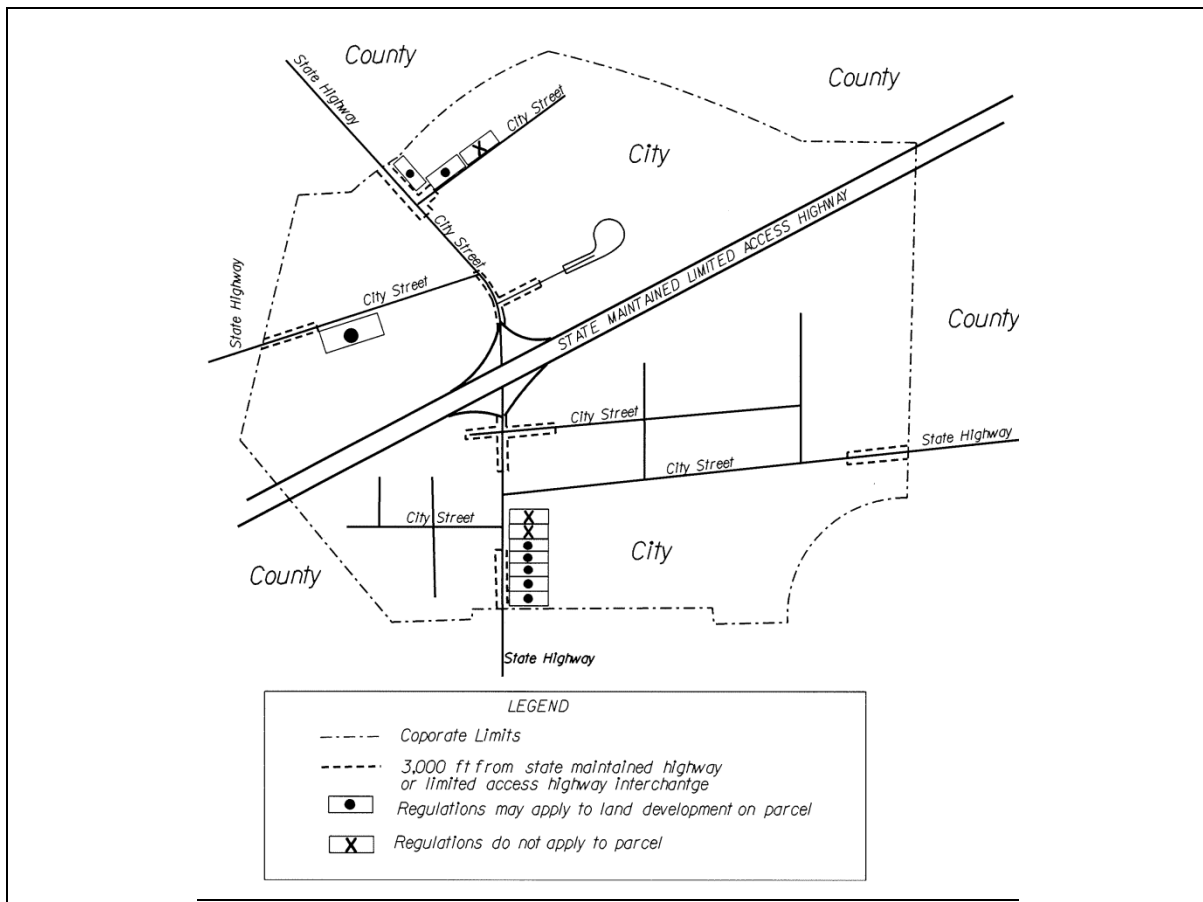 County
State Highway
County
City Street
City
City Street
STATE MAINTAINED LIMITED ACCESS HIGHWAY
State Highway
City Street
County
City Street
State Highway
City Street
City Street
City
County
State Highway
LEGEND
Coporate Limits
3,000 ft from state maintained highway
or limited access highway interchantge
Regulations may apply to land development on parcel
X Regulations do not apply to parcel
X
X
X